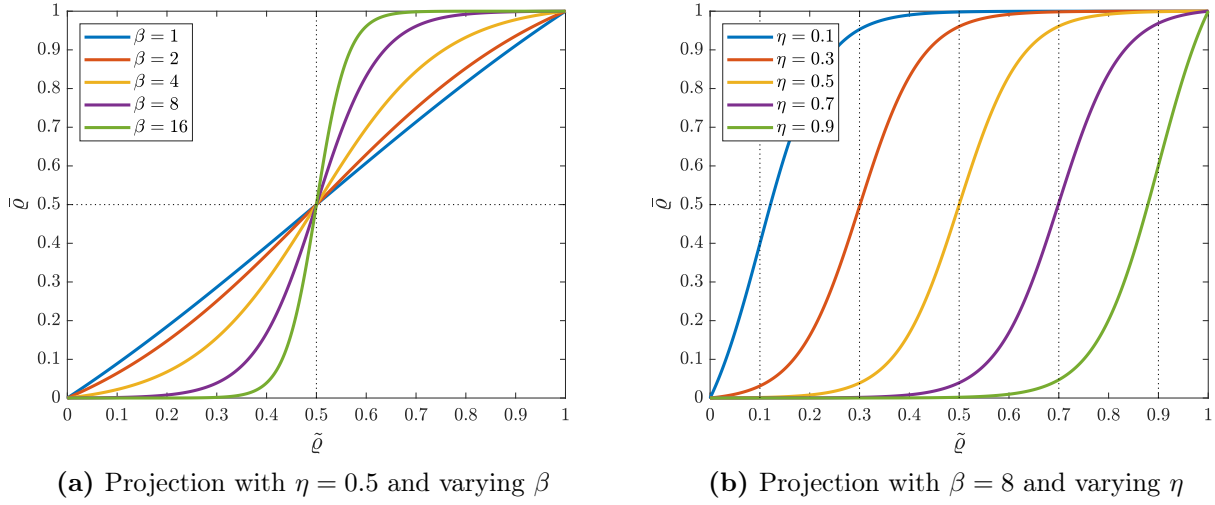 1
0.9
0.8
0.7
0.6
0.5
0.4
0.3
0.2
0.1
0
ϱ̄
β = 1
β = 2
β = 4
β = 8
β = 16
0 0.1 0.2 0.3 0.4 0.5 0.6 0.7 0.8 0.9 1
ϱ̃
(a) Projection with η = 0.5 and varying β
1
0.9
0.8
0.7
0.6
0.5
0.4
0.3
0.2
0.1
0
ϱ̄
η = 0.1
η = 0.3
η = 0.5
η = 0.7
η = 0.9
0 0.1 0.2 0.3 0.4 0.5 0.6 0.7 0.8 0.9 1
ϱ̃
(b) Projection with β = 8 and varying η